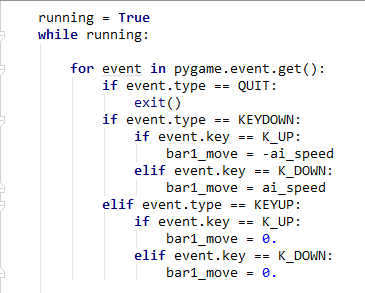 running = True
while running:
for event in pygame.event.get():
if event.type == QUIT:
exit()
if event.type == KEYDOWN:
if event.key == K_UP:
bar1_move = -ai_speed
elif event.key == K_DOWN:
bar1_move = ai_speed
elif event.type == KEYUP:
if event.key == K_UP:
bar1_move = 0.
elif event.key == K_DOWN:
bar1_move = 0.